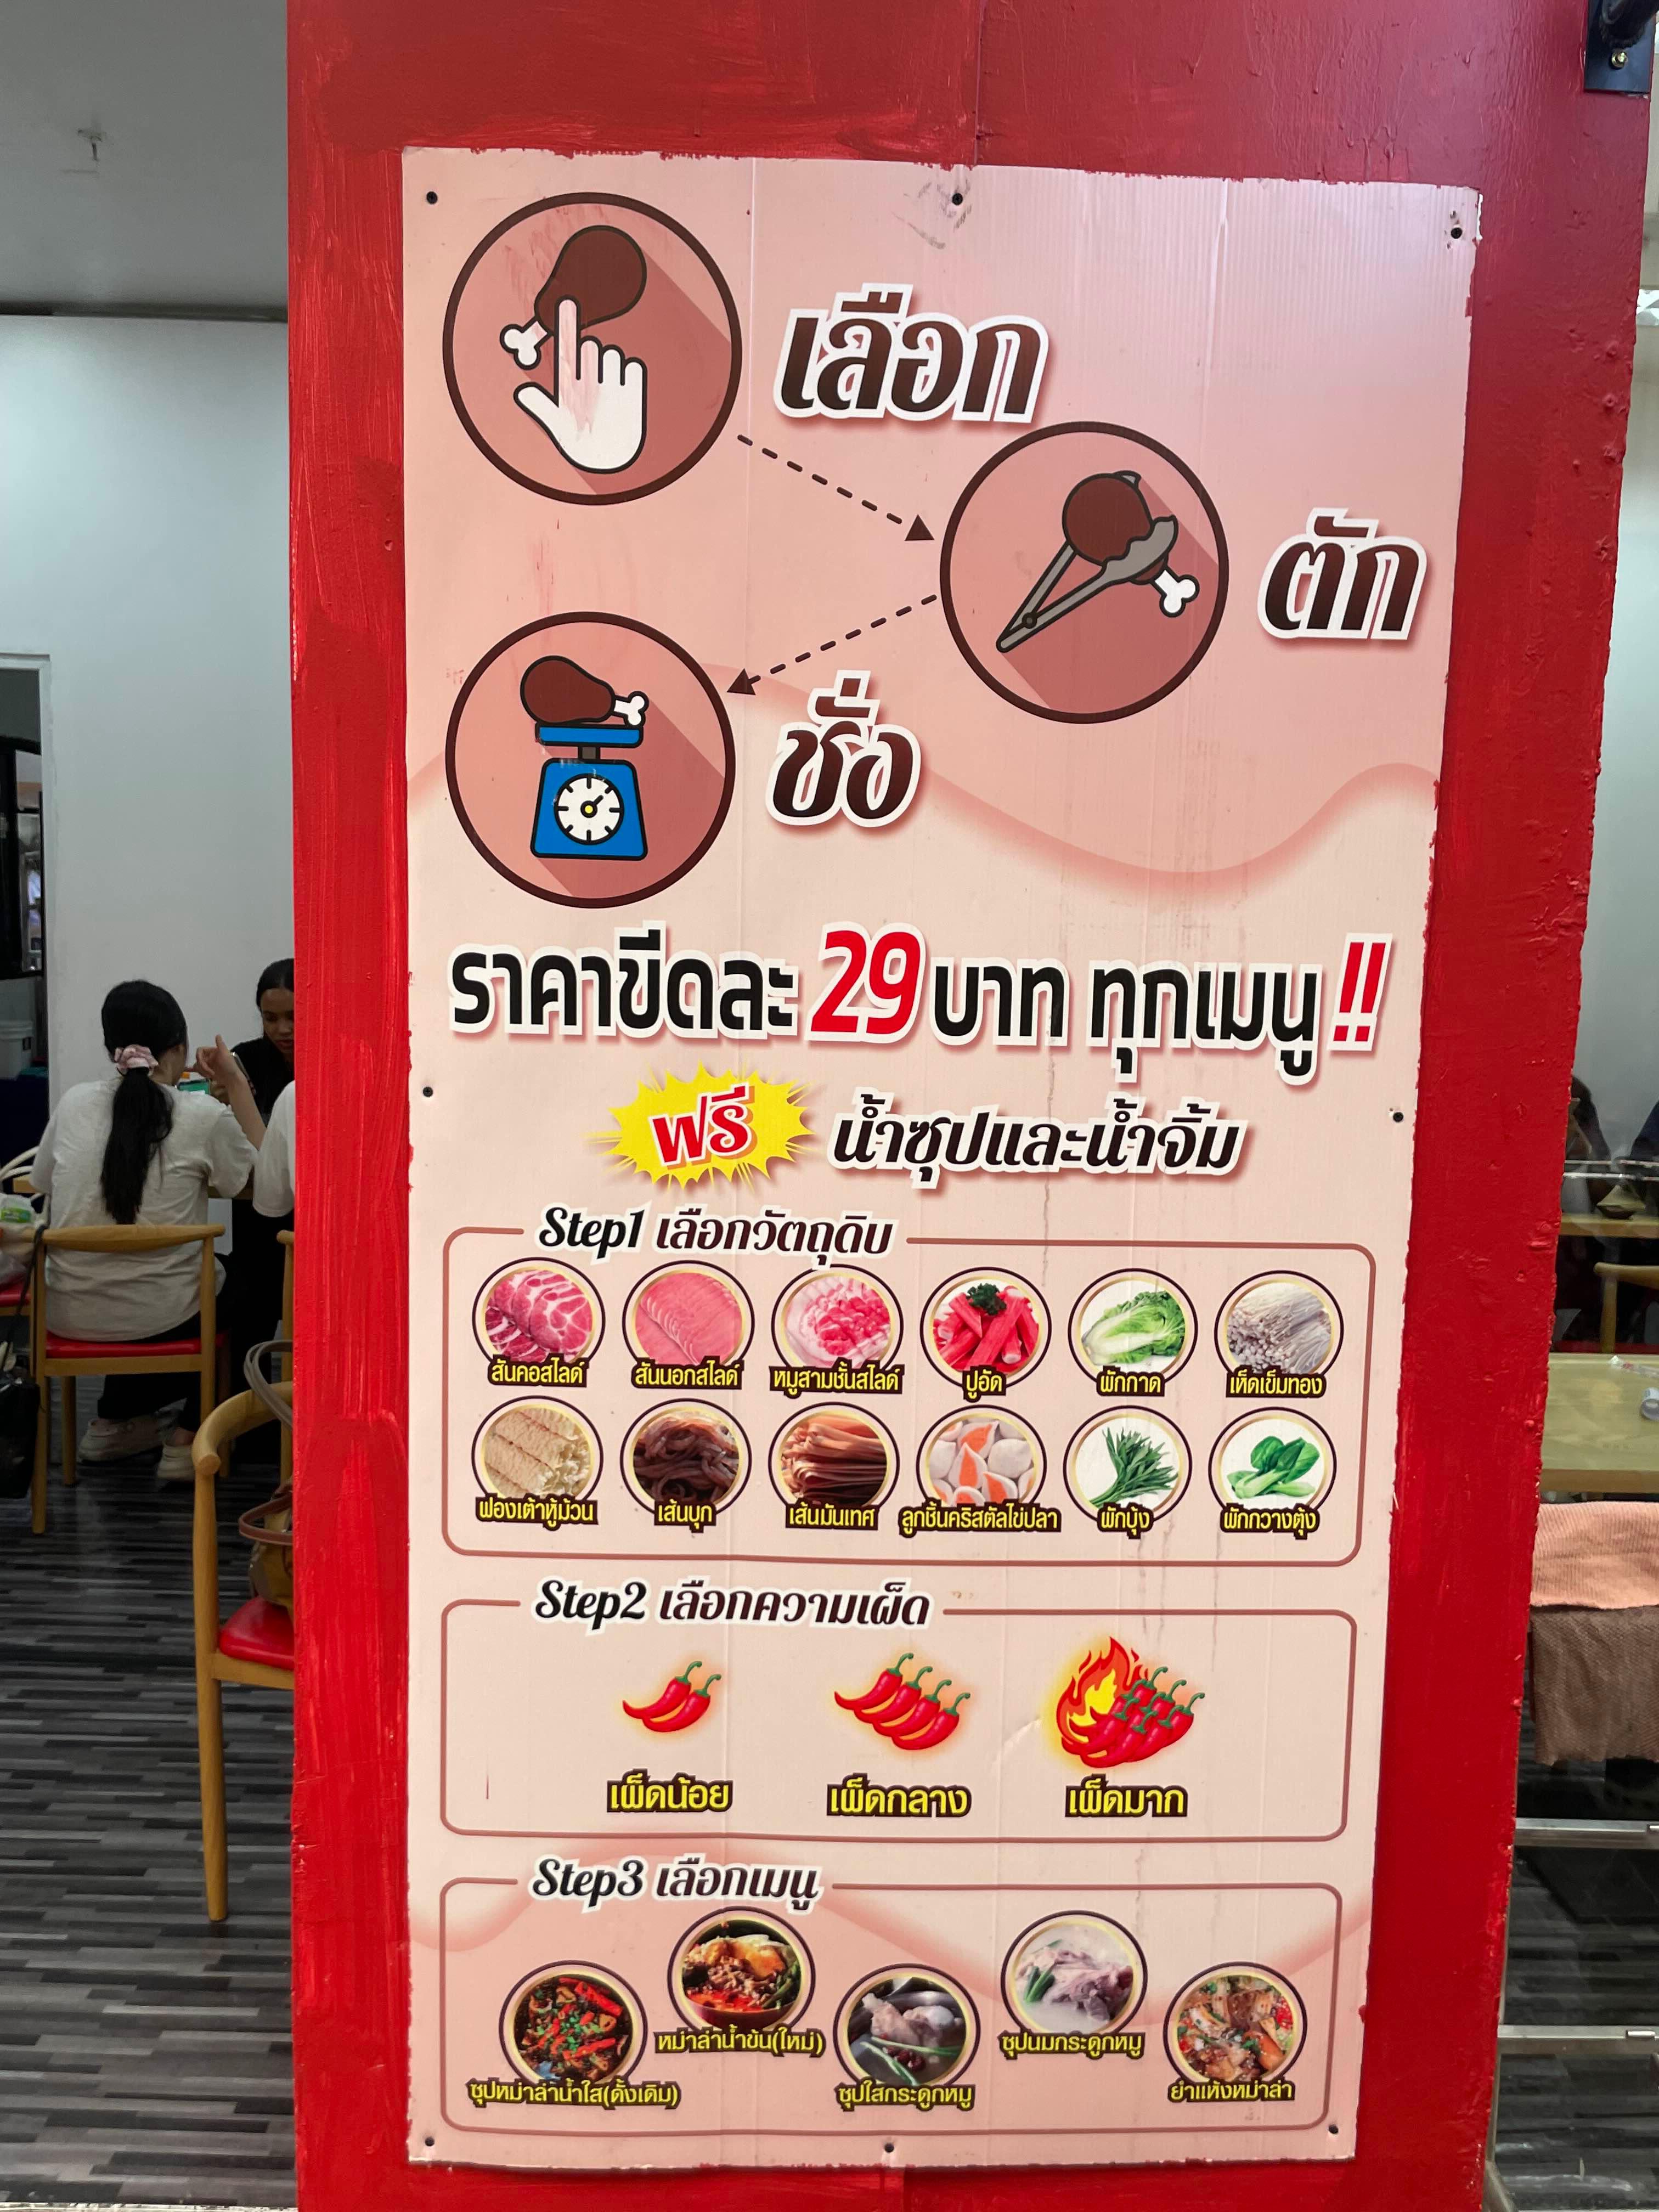 เลือก
ตัก
ชั่ง
ราคาขีดละ 29 บาท ทุกเมนู !!
ฟรี น้ำซุปและน้ำจิ้ม
Step1 เลือกวัตถุดิบ
สันคอสไลด์ สันนอกสไลด์ หมูสามชั้นสไลด์ ปูอัด ผักกาด เห็ดเข็มทอง
ฟองเต้าหู้ม้วน เส้นบุก เส้นมันเทศ ลูกชิ้นคริสตัลไข่ปลา ผักบุ้ง ผักกวางตุ้ง
Step2 เลือกความเผ็ด
เผ็ดน้อย เผ็ดกลาง เผ็ดมาก
Step3 เลือกเมนู
หม่าล่าน้ำข้น(ใหม่) ซุปนมกระดูกหมู
ซุปหม่าล่าน้ำใส(ดั้งเดิม) ซุปใสกระดูกหมู ยำแห้งหม่าล่า